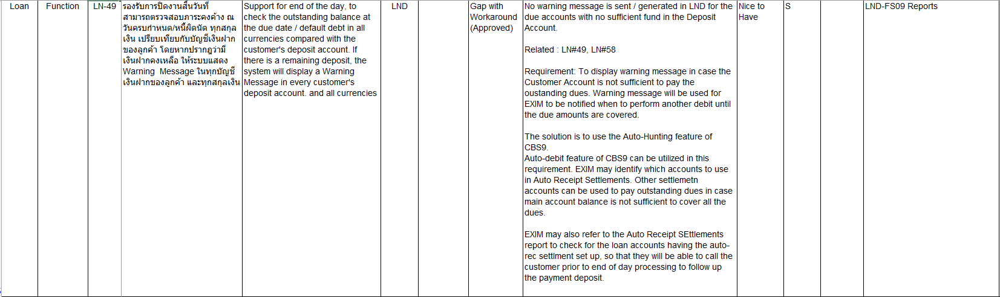 Loan
Function
LN-49
รองรับการปิดงานสิ้นวันที่
สามารถตรวจสอบภาระคงค้าง ณ
วันครบกำหนด/หนี้ผิดนัด ทุกสกุล
เงิน เปรียบเทียบกับบัญชีเงินฝาก
ของลูกค้า โดยหากปรากฎว่ามี
เงินฝากคงเหลือ ให้ระบบแสดง
Warning  Message ในทุกบัญชี
เงินฝากของลูกค้า และทุกสกุลเงิน
Support for end of the day, to
check the outstanding balance at
the due date / default debt in all
currencies compared with the
customer's deposit account. If
there is a remaining deposit, the
system will display a Warning
Message in every customer's
deposit account. and all currencies
LND
Gap with
Workaround
(Approved)
No warning message is sent / generated in LND for the
due accounts with no sufficient fund in the Deposit
Account.
Related : LN#49, LN#58
Requirement: To display warning message in case the
Customer Account is not sufficient to pay the
oustanding dues. Warning message will be used for
EXIM to be notified when to perform another debit until
the due amounts are covered.
The solution is to use the Auto-Hunting feature of
CBS9.
Auto-debit feature of CBS9 can be utilized in this
requirement. EXIM may identify which accounts to use
in Auto Receipt Settlements. Other settlemetn
accounts can be used to pay outstanding dues in case
main account balance is not sufficient to cover all the
dues.
EXIM may also refer to the Auto Receipt SEttlements
report to check for the loan accounts having the auto-
rec settlment set up, so that they will be able to call the
customer prior to end of day processing to follow up
the payment deposit.
Nice to
Have
S
LND-FS09 Reports